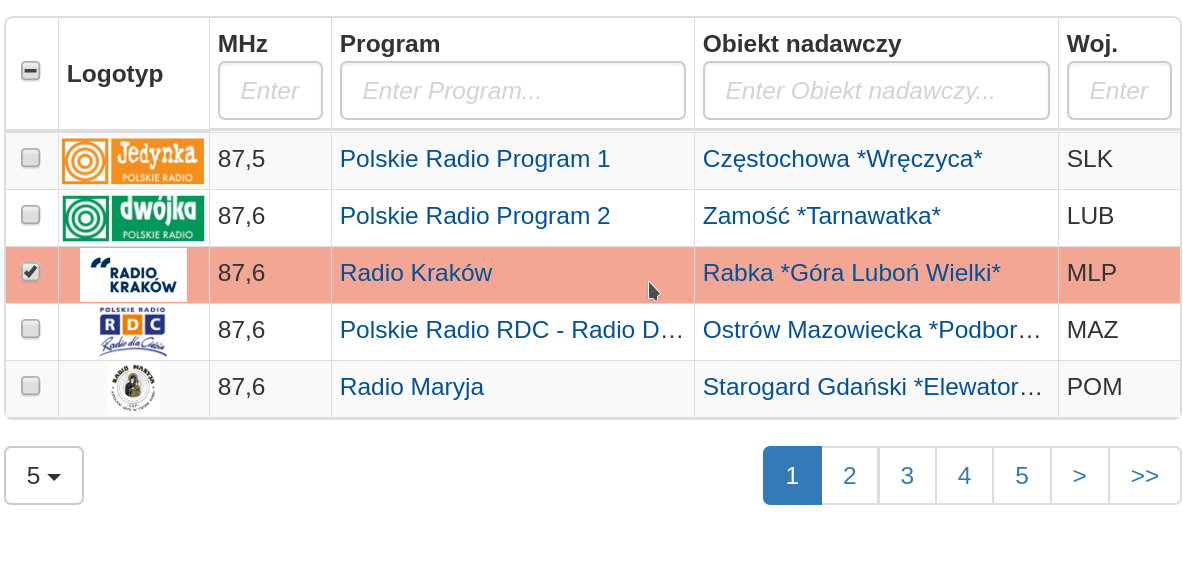 Logotyp MHz Program Obiekt nadawczy Woj.
Enter Enter Program... Enter Obiekt nadawczy... Enter
Jedynka POLSKIE RADIO 87,5 Polskie Radio Program 1 Częstochowa *Wręczyca* SLK
dwójka POLSKIE RADIO 87,6 Polskie Radio Program 2 Zamość *Tarnawatka* LUB
RADIO KRAKÓW 87,6 Radio Kraków Rabka *Góra Luboń Wielki* MLP
POLSKIE RADIO RDC Radio dla Ciebie 87,6 Polskie Radio RDC - Radio D... Ostrów Mazowiecka *Podbor... MAZ
RADIO MARYJA 87,6 Radio Maryja Starogard Gdański *Elewator... POM
5 1 2 3 4 5 > >>